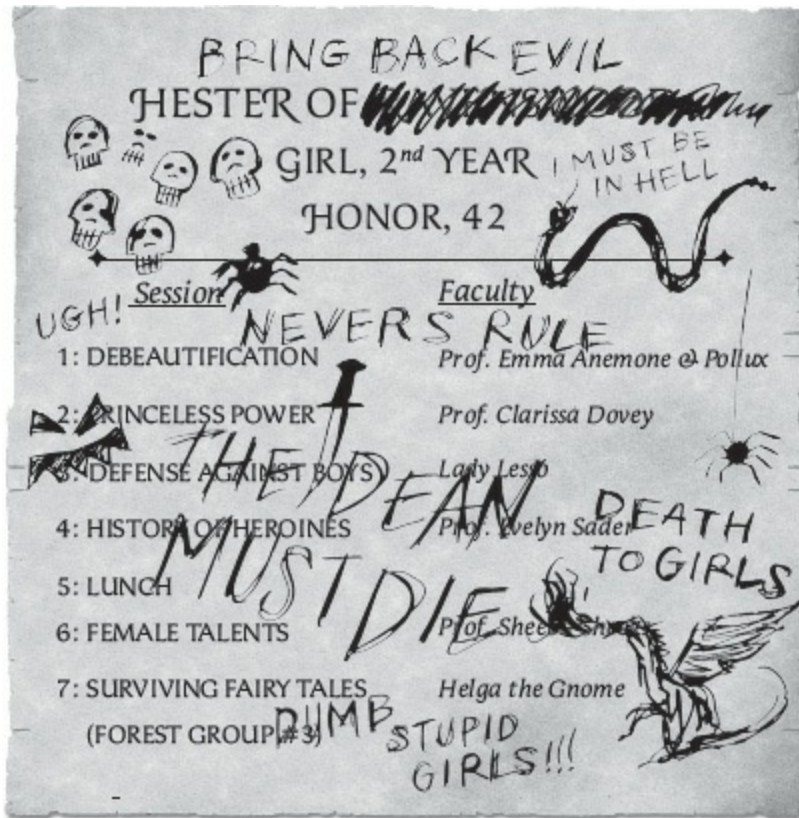 BRING BACK EVIL
HESTER OF
GIRL, 2nd YEAR
I MUST BE
IN HELL
HONOR, 42
Session
Faculty
UGH!
NEVERS RULE
1: DEBEAUTIFICATION Prof. Emma Anemone & Pollux
2: PRINCELESS POWER Prof. Clarissa Dovey
THE DEAN
3: DEFENSE AGAINST BOYS Lady Lesso
4: HISTORY OF HEROINES Prof. Evelyn Sader
DEATH
TO GIRLS
MUST DIE
5: LUNCH
6: FEMALE TALENTS Prof. Sheeba
7: SURVIVING FAIRY TALES Helga the Gnome
(FOREST GROUP #3)
DUMB
STUPID
GIRLS!!!